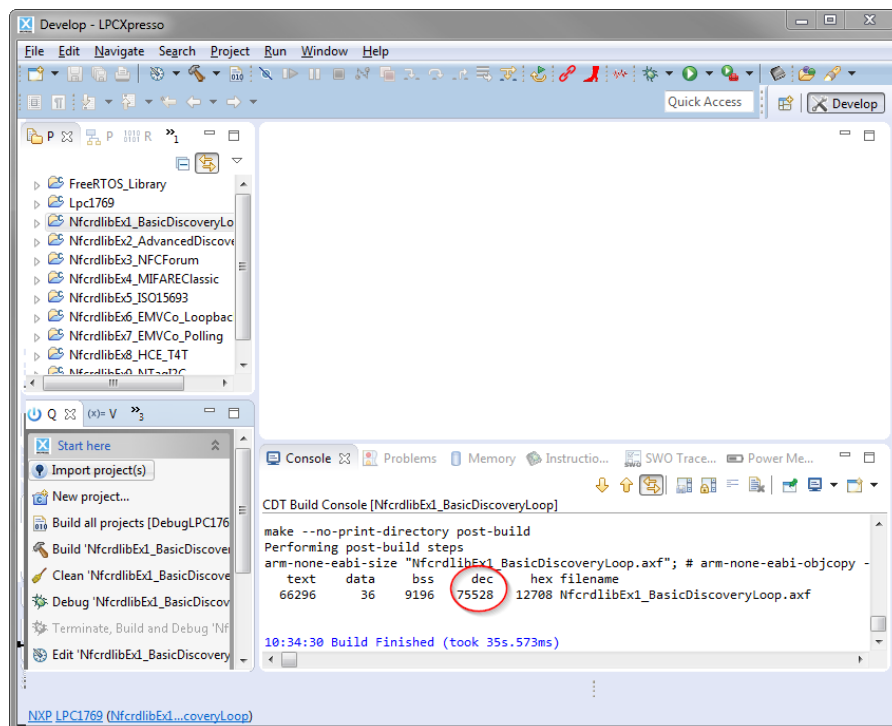 Develop - LPCXpresso
File Edit Navigate Search Project Run Window Help
Quick Access Develop
P P R »1
FreeRTOS_Library
Lpc1769
NfcrdlibEx1_BasicDiscoveryLo
NfcrdlibEx2_AdvancedDiscove
NfcrdlibEx3_NFCForum
NfcrdlibEx4_MIFAREClassic
NfcrdlibEx5_ISO15693
NfcrdlibEx6_EMVCo_Loopbac
NfcrdlibEx7_EMVCo_Polling
NfcrdlibEx8_HCE_T4T
NfcrdlibEx9_NTagI2C
Q (x)= V »3
Start here
Import project(s)
New project...
Build all projects [DebugLPC176
Build 'NfcrdlibEx1_BasicDiscover
Clean 'NfcrdlibEx1_BasicDiscove
Debug 'NfcrdlibEx1_BasicDiscov
Terminate, Build and Debug 'Nf
Edit 'NfcrdlibEx1_BasicDiscovery
Console Problems Memory Instructio... SWO Trace... Power Me...
CDT Build Console [NfcrdlibEx1_BasicDiscoveryLoop]
make --no-print-directory post-build
Performing post-build steps
arm-none-eabi-size "NfcrdlibEx1_BasicDiscoveryLoop.axf"; # arm-none-eabi-objcopy -
text data bss dec hex filename
66296 36 9196 75528 12708 NfcrdlibEx1_BasicDiscoveryLoop.axf
10:34:30 Build Finished (took 35s.573ms)
NXP LPC1769 (NfcrdlibEx1...coveryLoop)